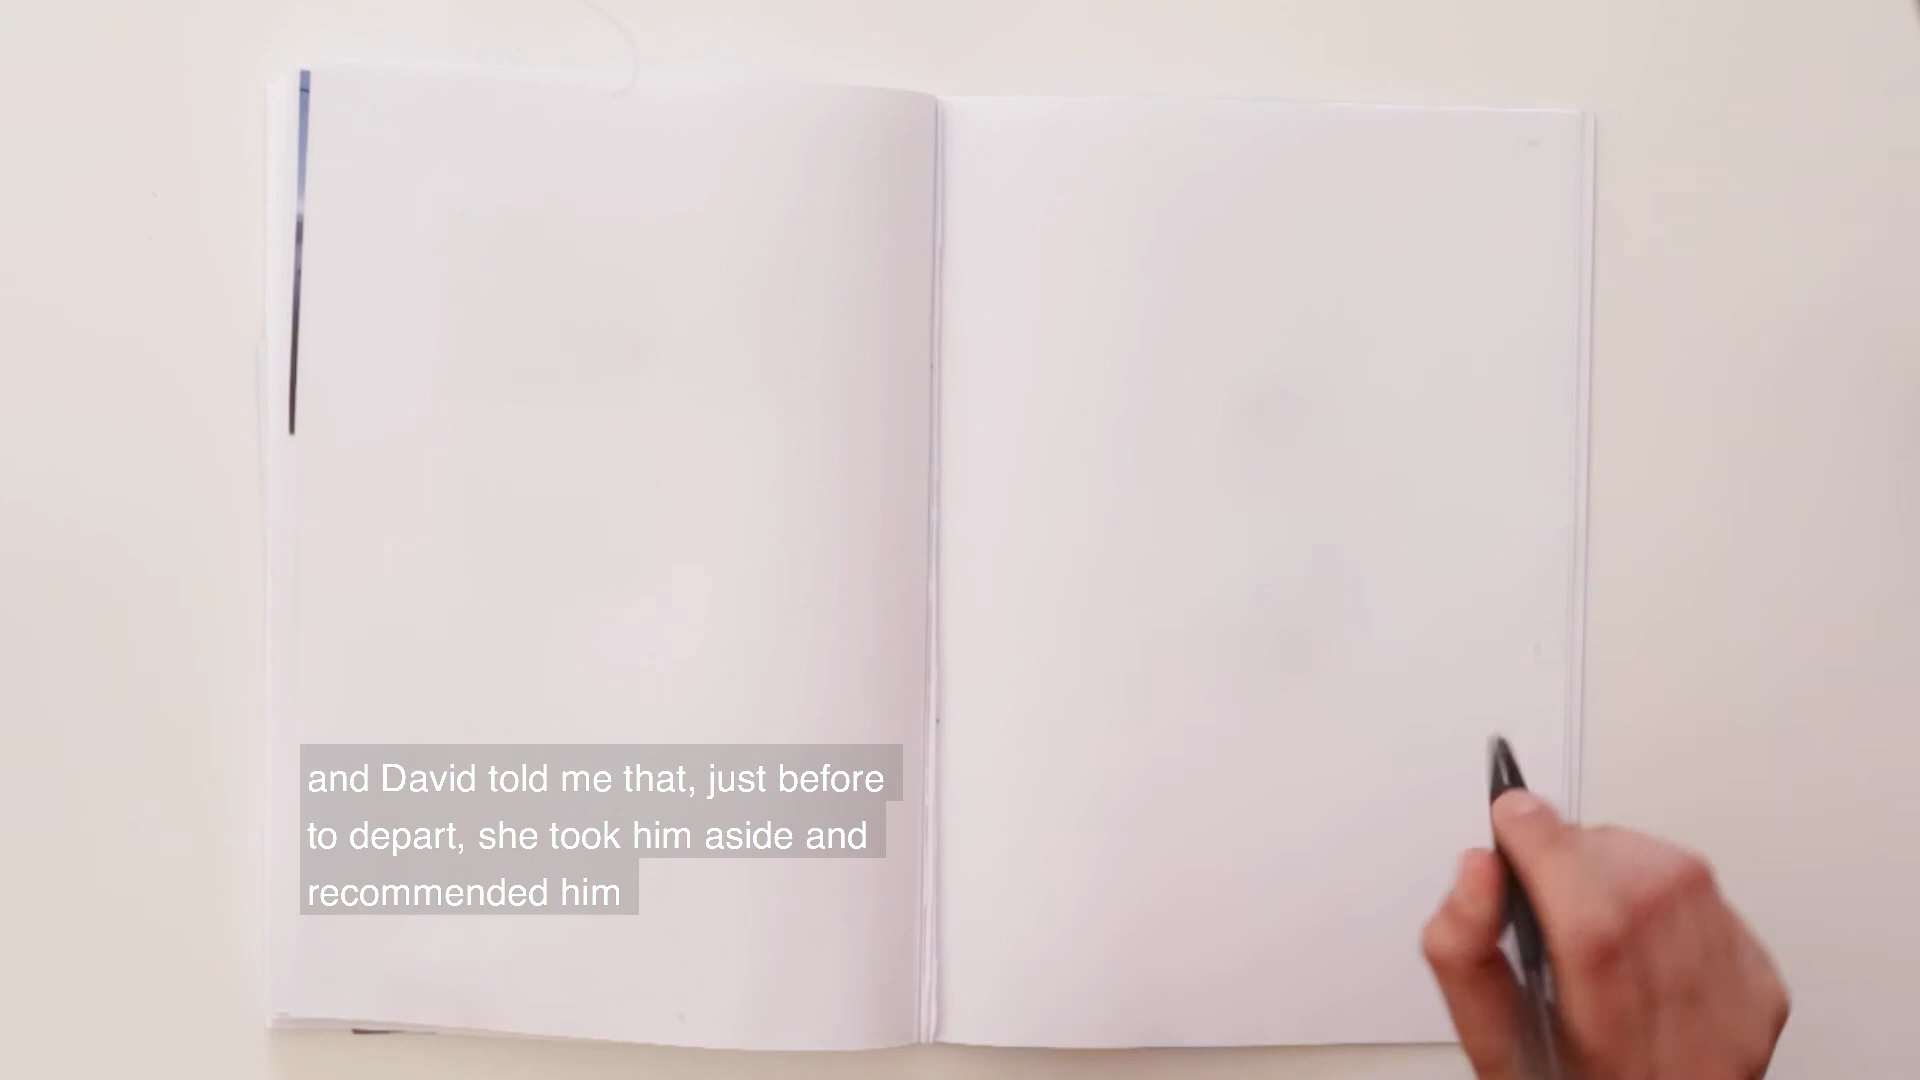 and David told me that, just before
to depart, she took him aside and
recommended him